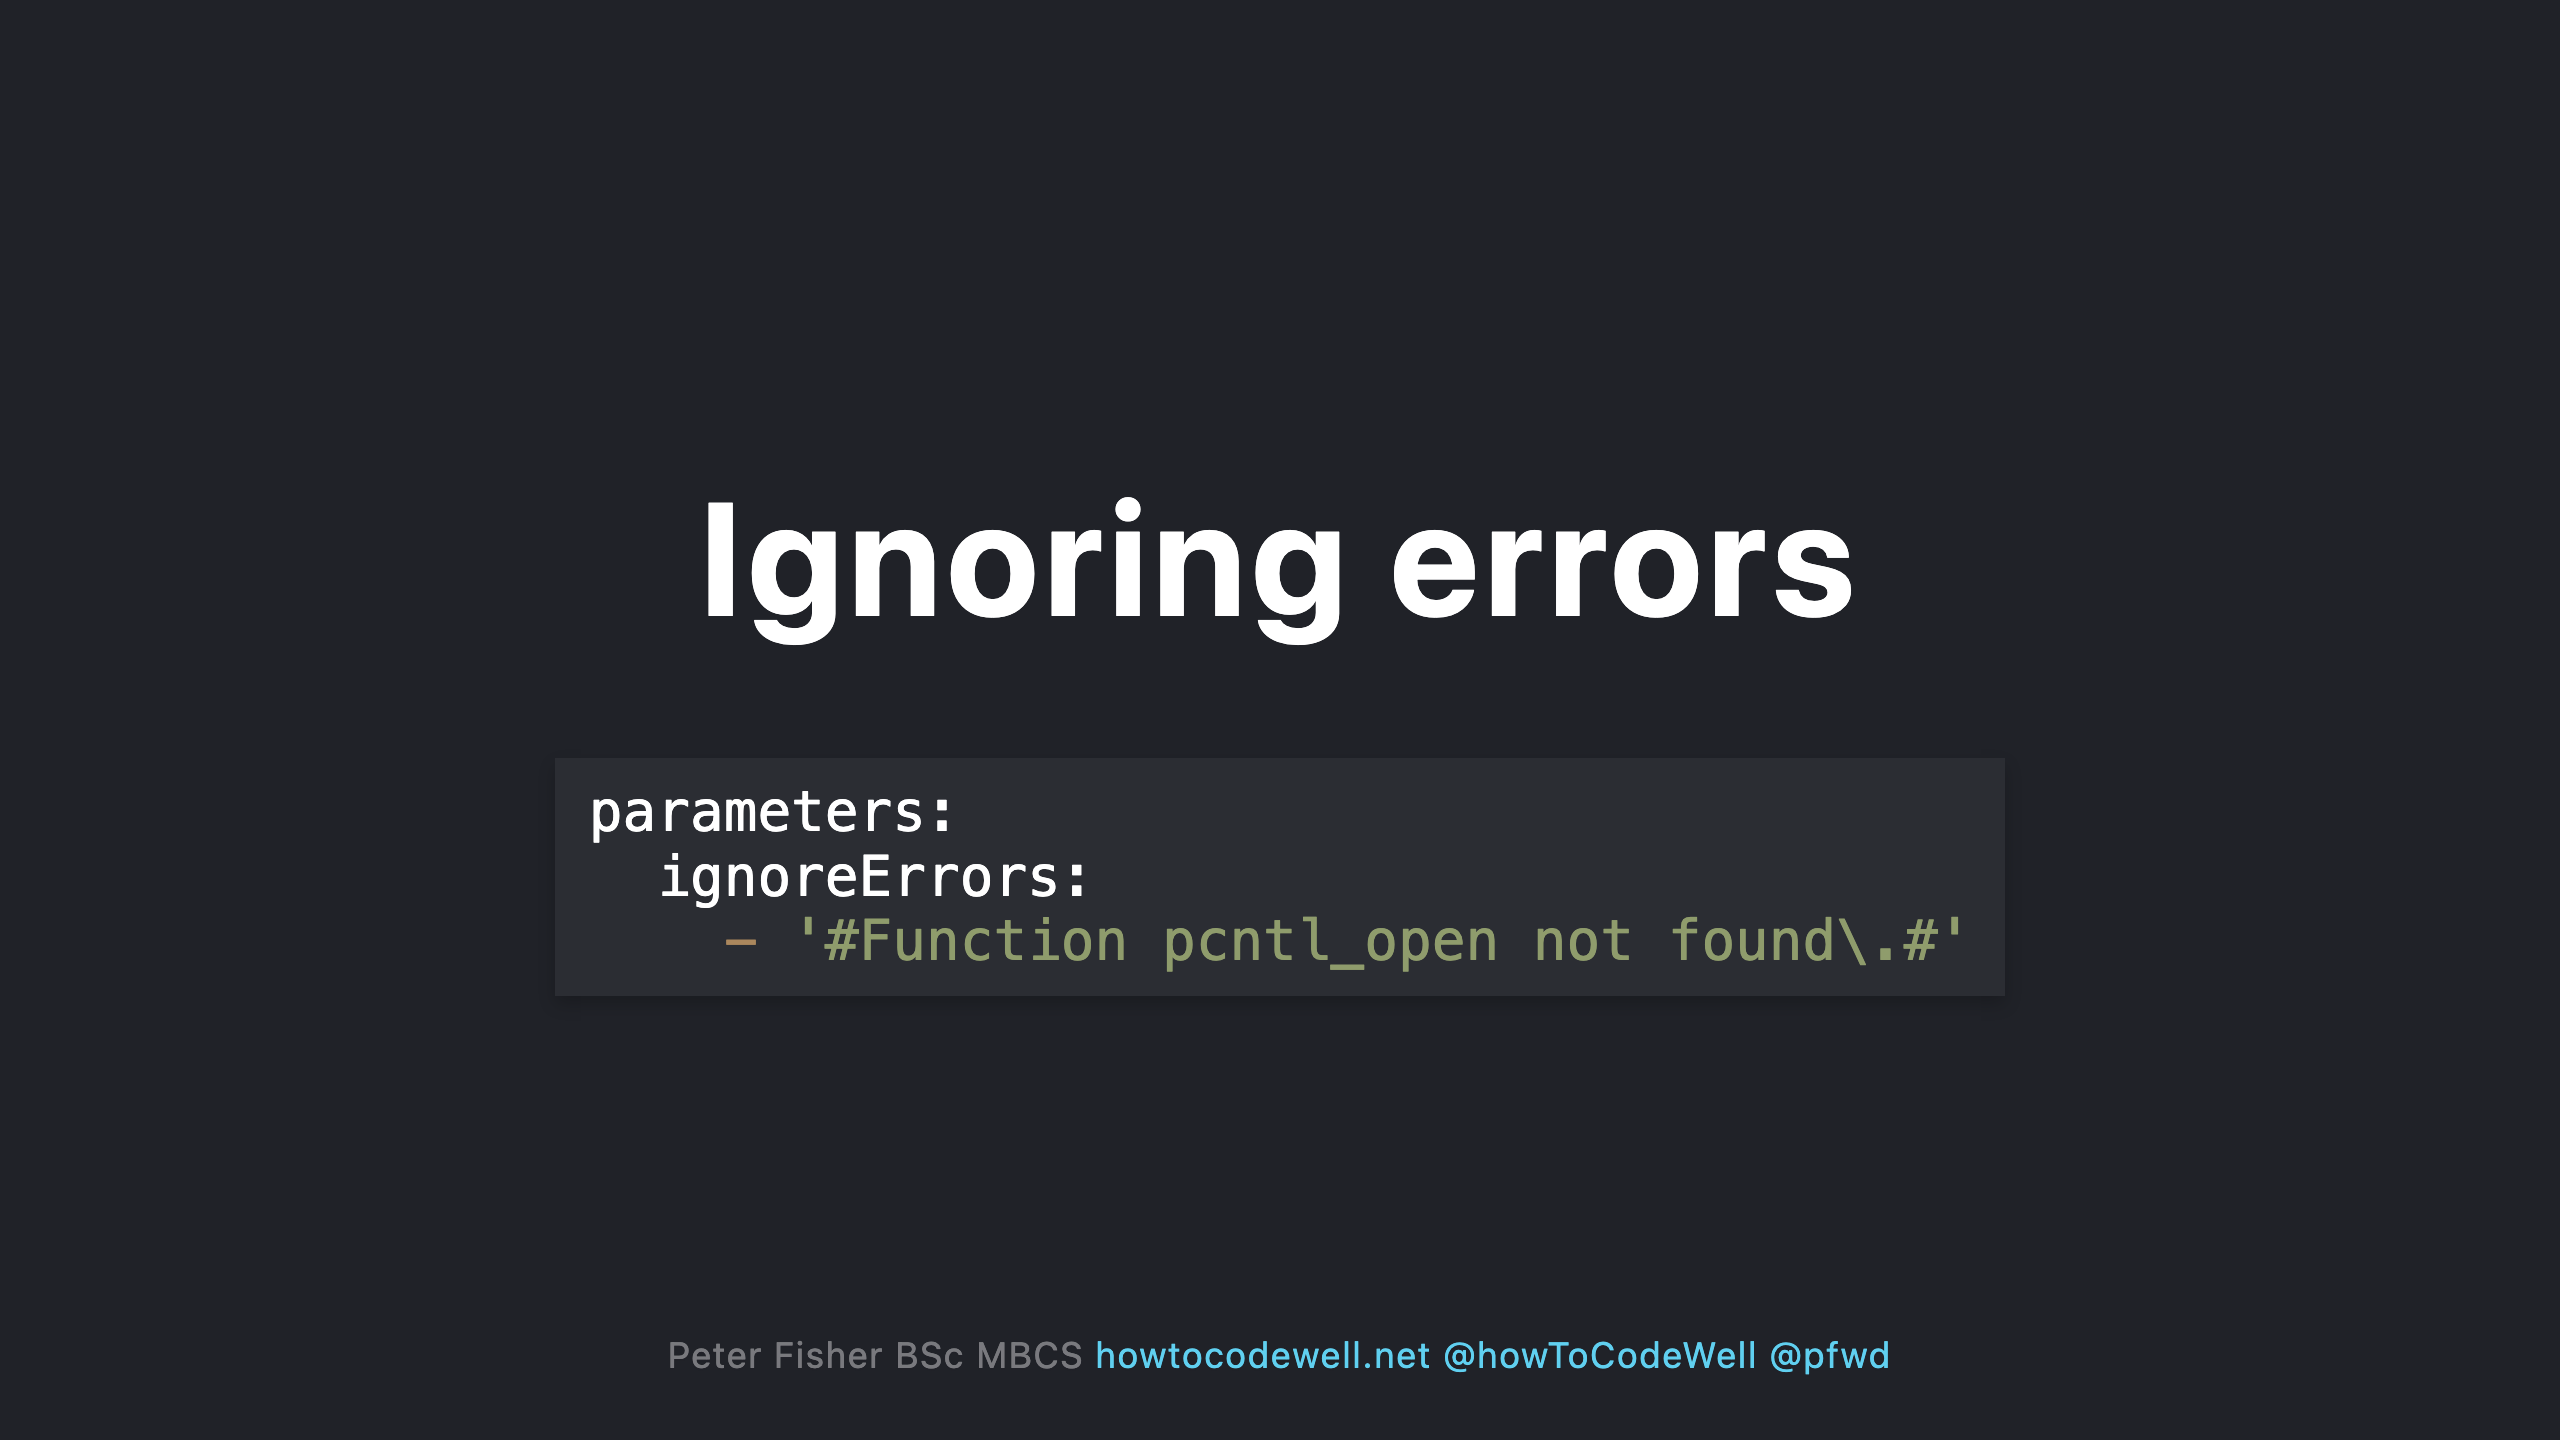 Ignoring errors
parameters:
  ignoreErrors:
    - '#Function pcntl_open not found\.#'
Peter Fisher BSc MBCS howtocodewell.net @howToCodeWell @pfwd